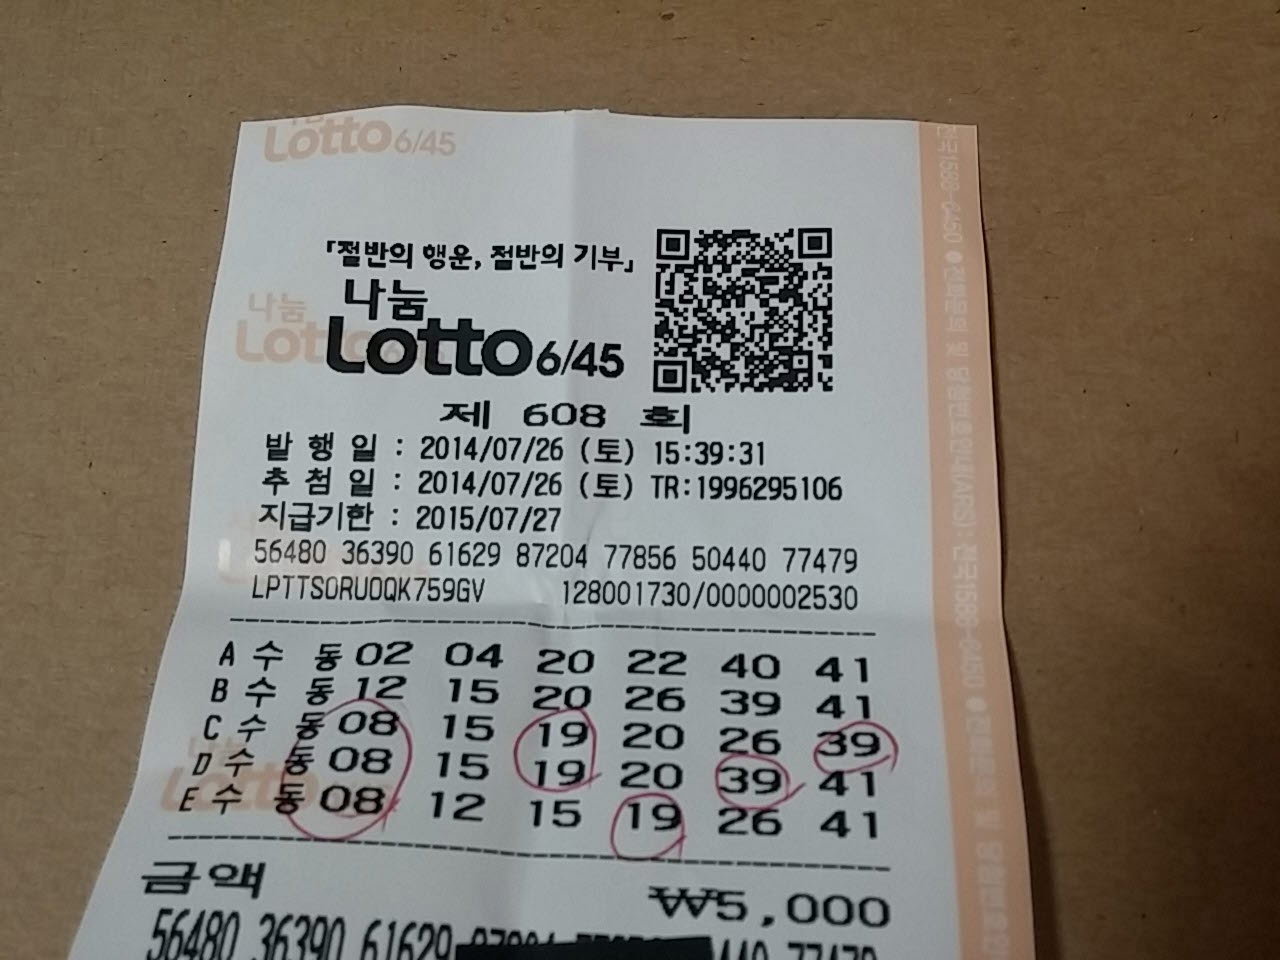 Lotto 6/45
「절반의 행운, 절반의 기부」
나눔
Lotto 6/45
제 608 회
발 행 일 : 2014/07/26 (토) 15:39:31
추 첨 일 : 2014/07/26 (토) TR:1996295106
지급기한 : 2015/07/27
56480 36390 61629 87204 77856 50440 77479
LPTTSORUOQK759GV 128001730/0000002530
A 수 동 02 04 20 22 40 41
B 수 동 12 15 20 26 39 41
C 수 동 08 15 19 20 26 39
D 수 동 08 15 19 20 39 41
E 수 동 08 12 15 19 26 41
금액 ₩5,000
56480 36390 61629 77479
나눔
Lotto